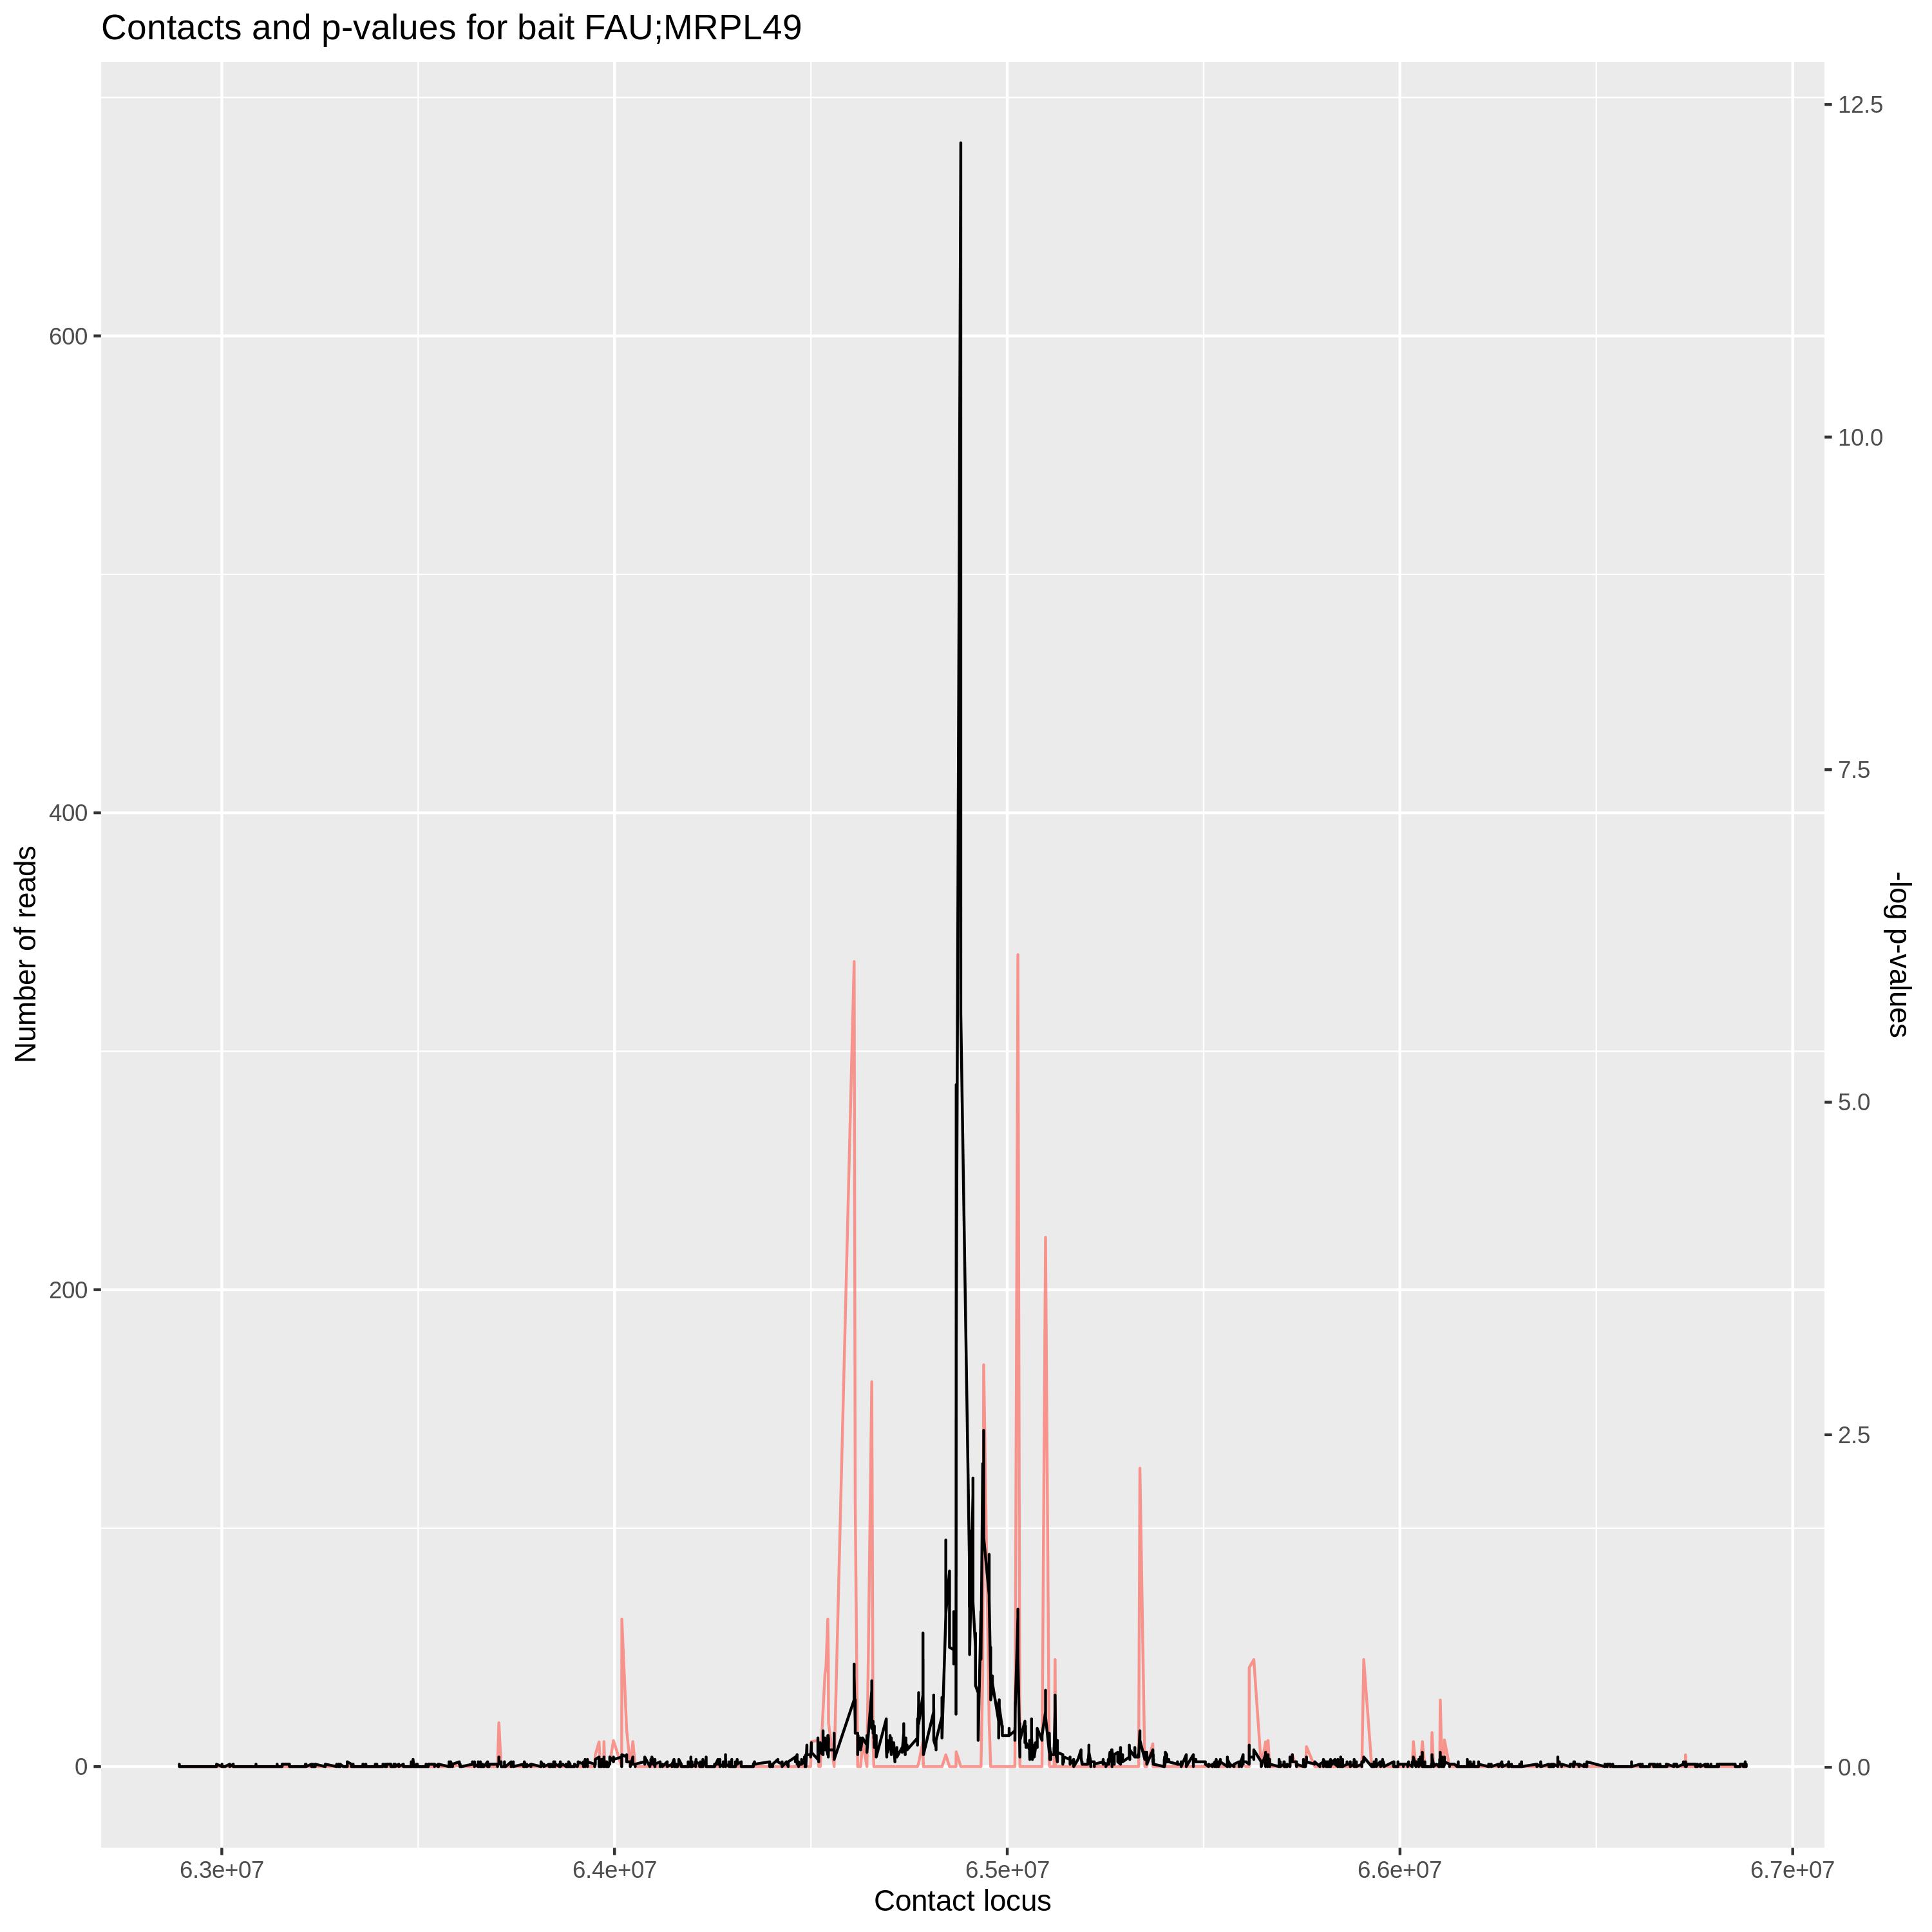 Contacts and p-values for bait FAU;MRPL49
12.5
600
10.0
7.5
400
Number of reads
-log p-values
5.0
200
2.5
0
0.0
6.3e+07
6.4e+07
6.5e+07
6.6e+07
6.7e+07
Contact locus